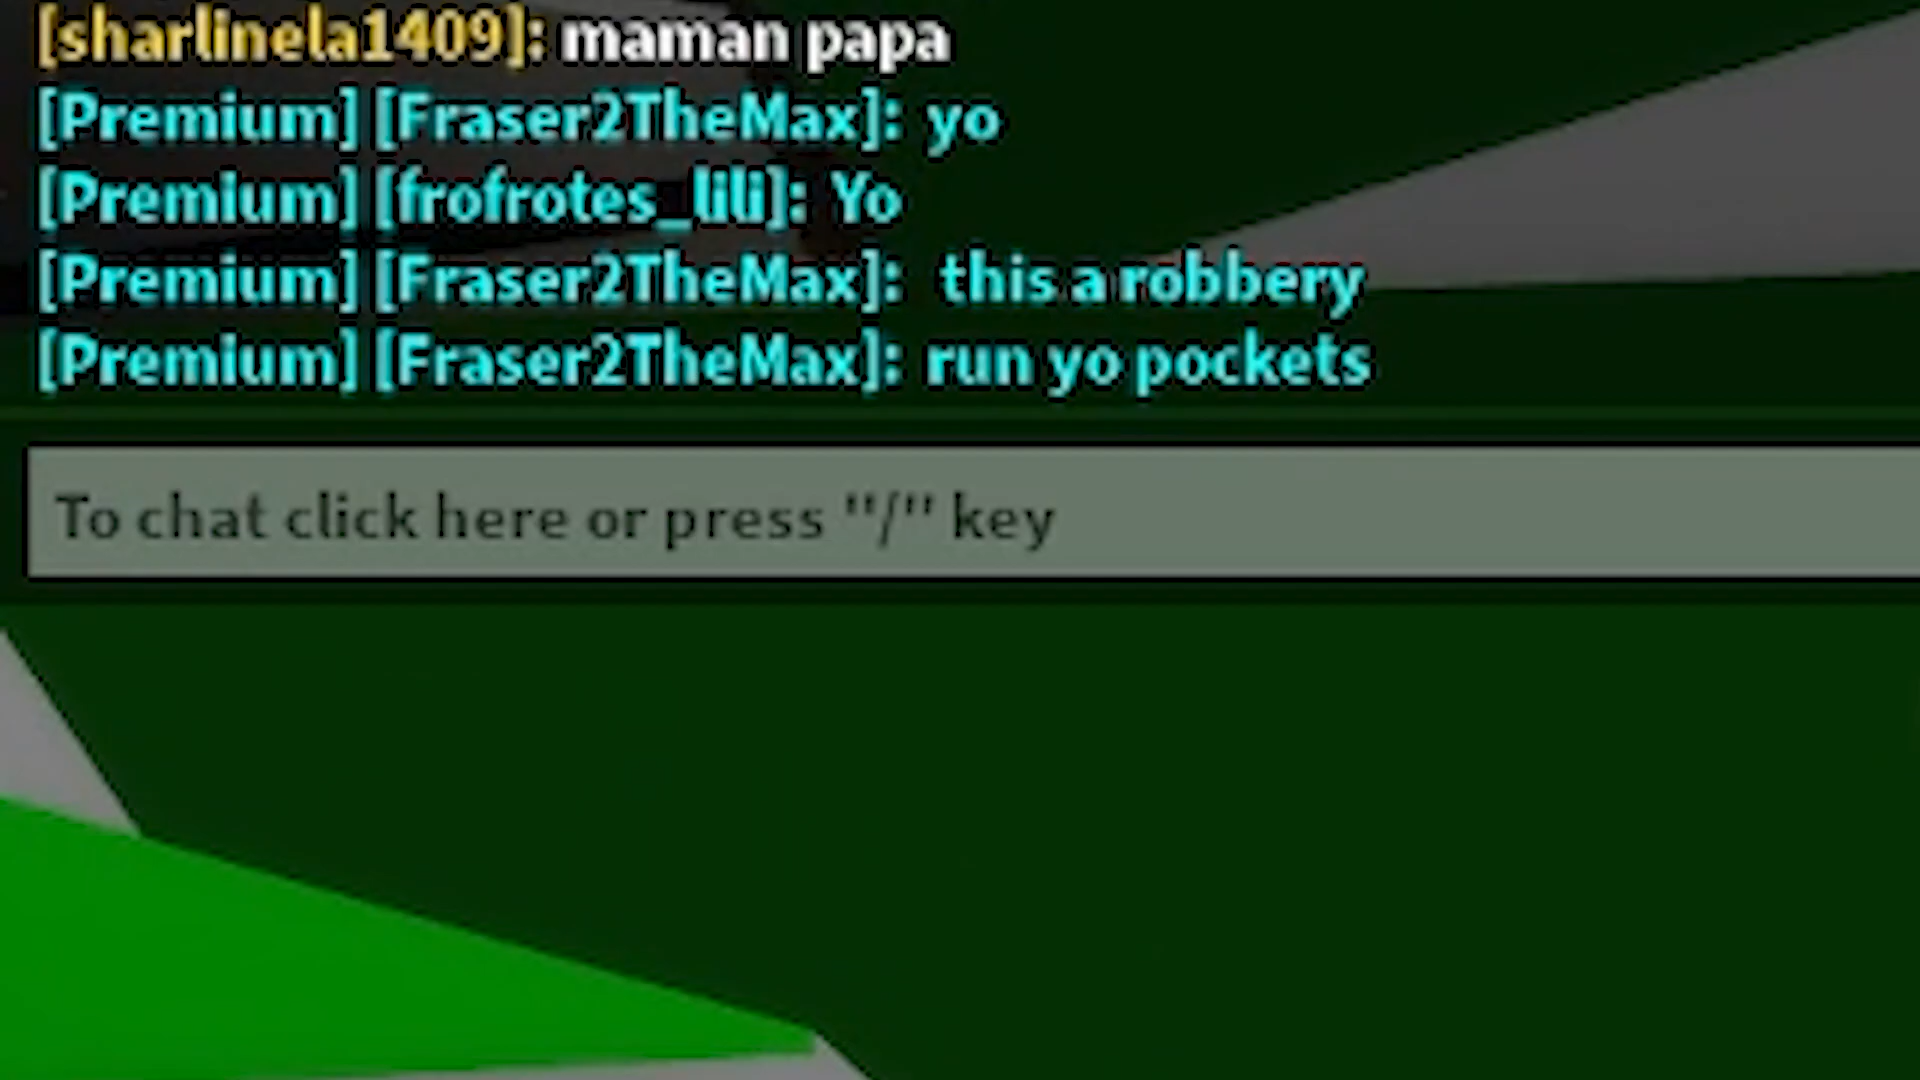 [sharlinela1409]: maman papa
[Premium] [Fraser2TheMax]: yo
[Premium] [frofrotes_lili]: Yo
[Premium] [Fraser2TheMax]: this a robbery
[Premium] [Fraser2TheMax]: run yo pockets
To chat click here or press "/" key